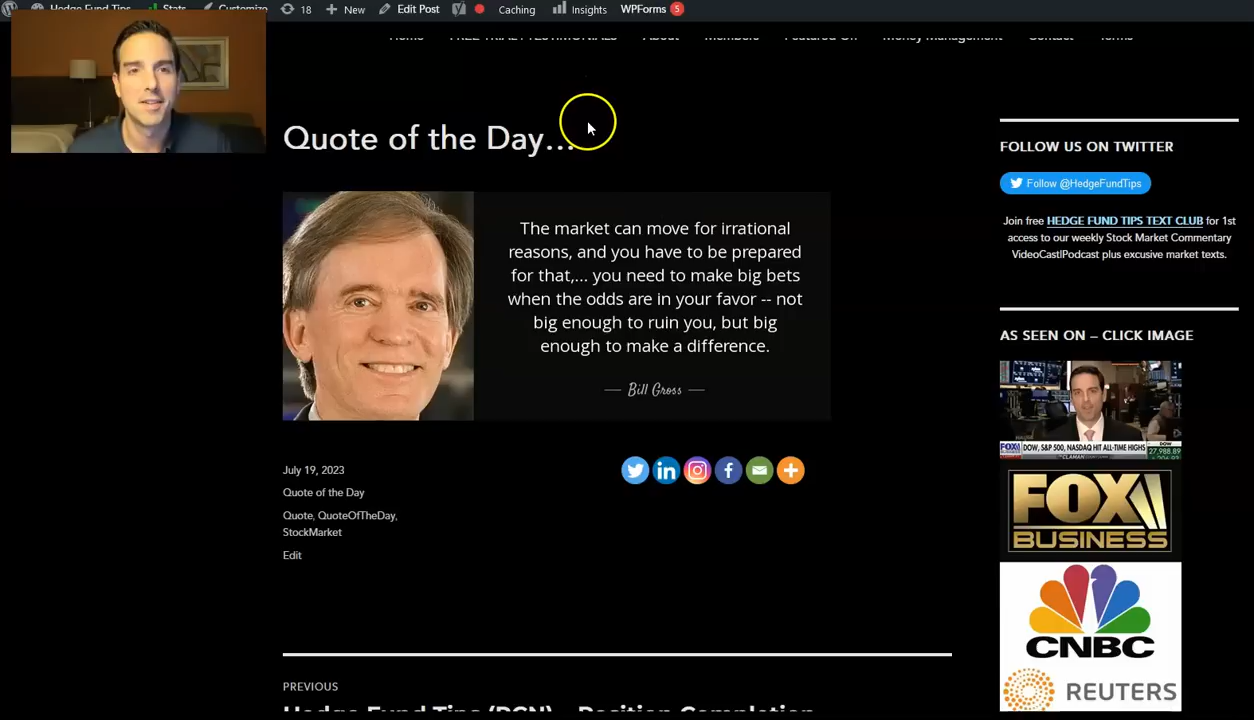 Hedge Fund Tips Stats Customize 18 New Edit Post Caching Insights WPForms 5
Home FREE TRIAL/TESTIMONIALS About Members Featured On Money Management Contact Terms
Quote of the Day…
The market can move for irrational
reasons, and you have to be prepared
for that,... you need to make big bets
when the odds are in your favor -- not
big enough to ruin you, but big
enough to make a difference.
— Bill Gross —
July 19, 2023
Quote of the Day
Quote, QuoteOfTheDay,
StockMarket
Edit
PREVIOUS
Hedge Fund Tips (PCN) – Position Completion
FOLLOW US ON TWITTER
Follow @HedgeFundTips
Join free HEDGE FUND TIPS TEXT CLUB for 1st
access to our weekly Stock Market Commentary
VideoCast|Podcast plus excusive market texts.
AS SEEN ON – CLICK IMAGE
DOW, S&P 500, NASDAQ HIT ALL-TIME HIGHS
DOW
27,988.89
FOX
BUSINESS
CNBC
REUTERS